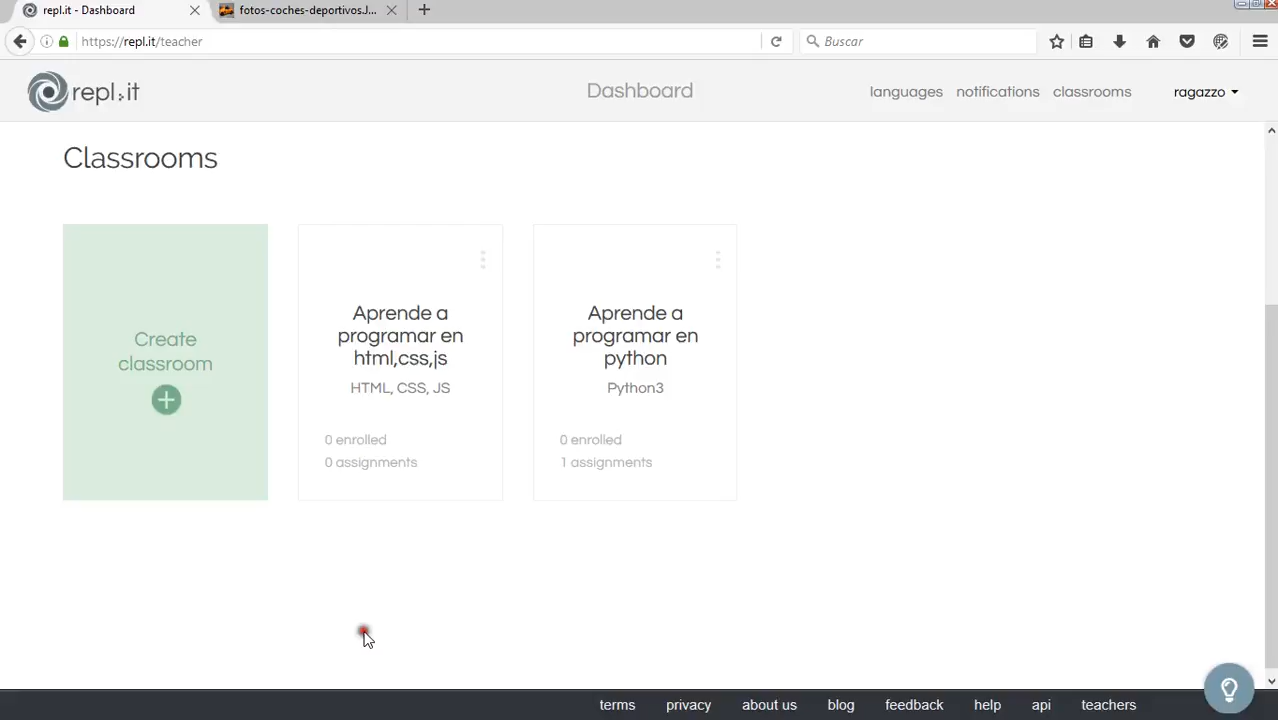 repl.it - Dashboard
fotos-coches-deportivosJ...
https://repl.it/teacher
Buscar
repl.it
Dashboard
languages notifications classrooms ragazzo
Classrooms
Create
classroom
Aprende a
programar en
html,css,js
HTML, CSS, JS
0 enrolled
0 assignments
Aprende a
programar en
python
Python3
0 enrolled
1 assignments
terms privacy about us blog feedback help api teachers